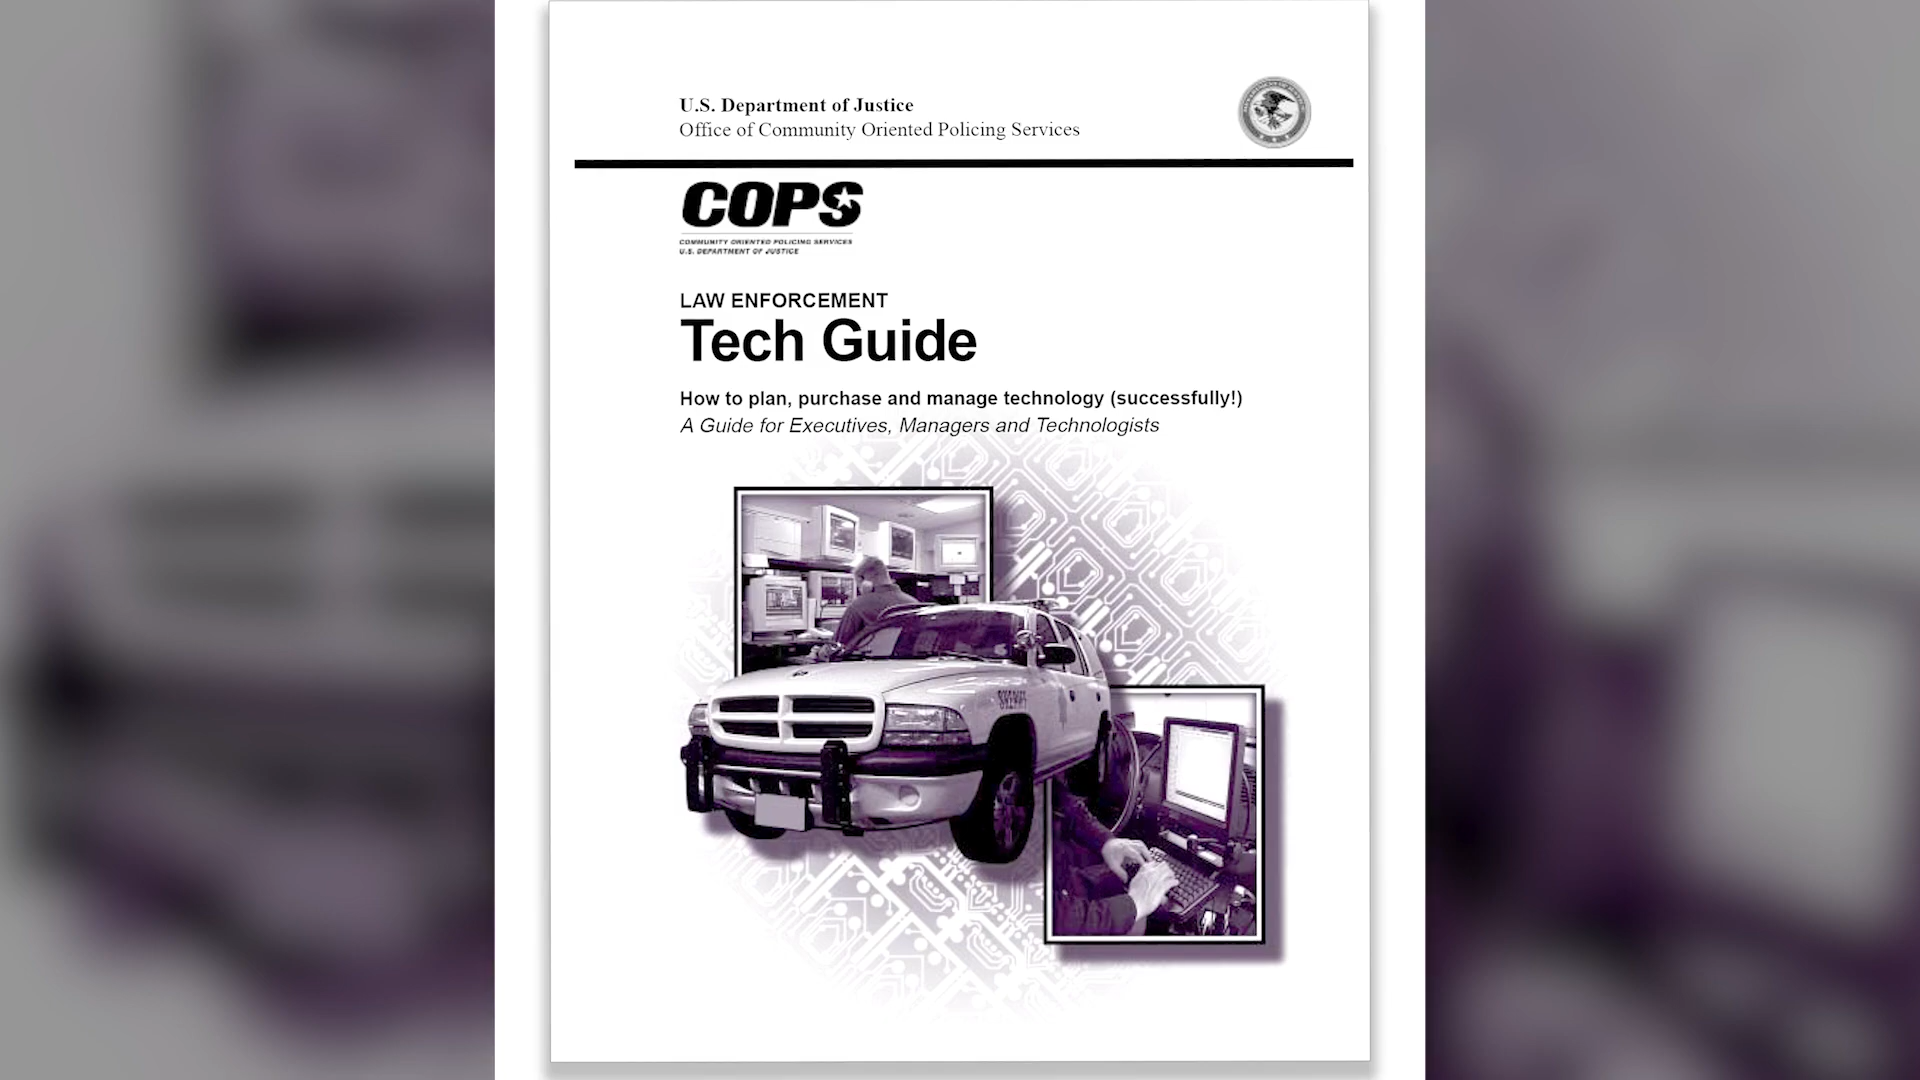 U.S. Department of Justice
Office of Community Oriented Policing Services
COPS
COMMUNITY ORIENTED POLICING SERVICES
U.S. DEPARTMENT OF JUSTICE
LAW ENFORCEMENT
Tech Guide
How to plan, purchase and manage technology (successfully!)
A Guide for Executives, Managers and Technologists
SHERIFF